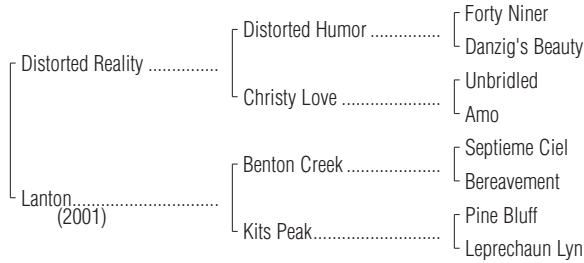 Forty Niner
Distorted Humor ................
Danzig's Beauty
Distorted Reality ...............
Unbridled
Christy Love .....................
Amo
Septieme Ciel
Benton Creek ....................
Bereavement
Lanton................................
(2001)
Pine Bluff
Kits Peak...........................
Leprechaun Lyn